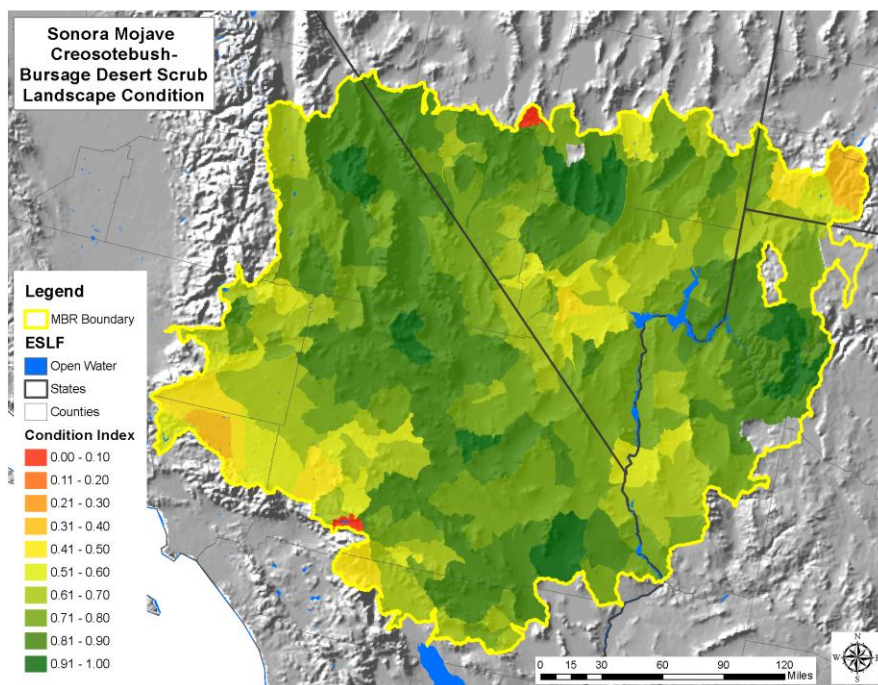 Sonora Mojave
Creosotebush-
Bursage Desert Scrub
Landscape Condition
Legend
MBR Boundary
ESLF
Open Water
States
Counties
Condition Index
0.00 - 0.10
0.11 - 0.20
0.21 - 0.30
0.31 - 0.40
0.41 - 0.50
0.51 - 0.60
0.61 - 0.70
0.71 - 0.80
0.81 - 0.90
0.91 - 1.00
0 15 30 60 90 120
Miles
N
W E
S